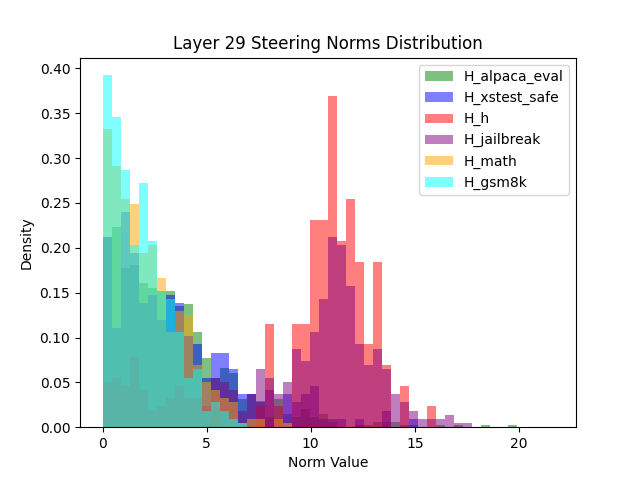 Layer 29 Steering Norms Distribution
H_alpaca_eval
H_xstest_safe
H_h
H_jailbreak
H_math
H_gsm8k
0.40
0.35
0.30
0.25
0.20
0.15
0.10
0.05
0.00
Density
0 5 10 15 20
Norm Value